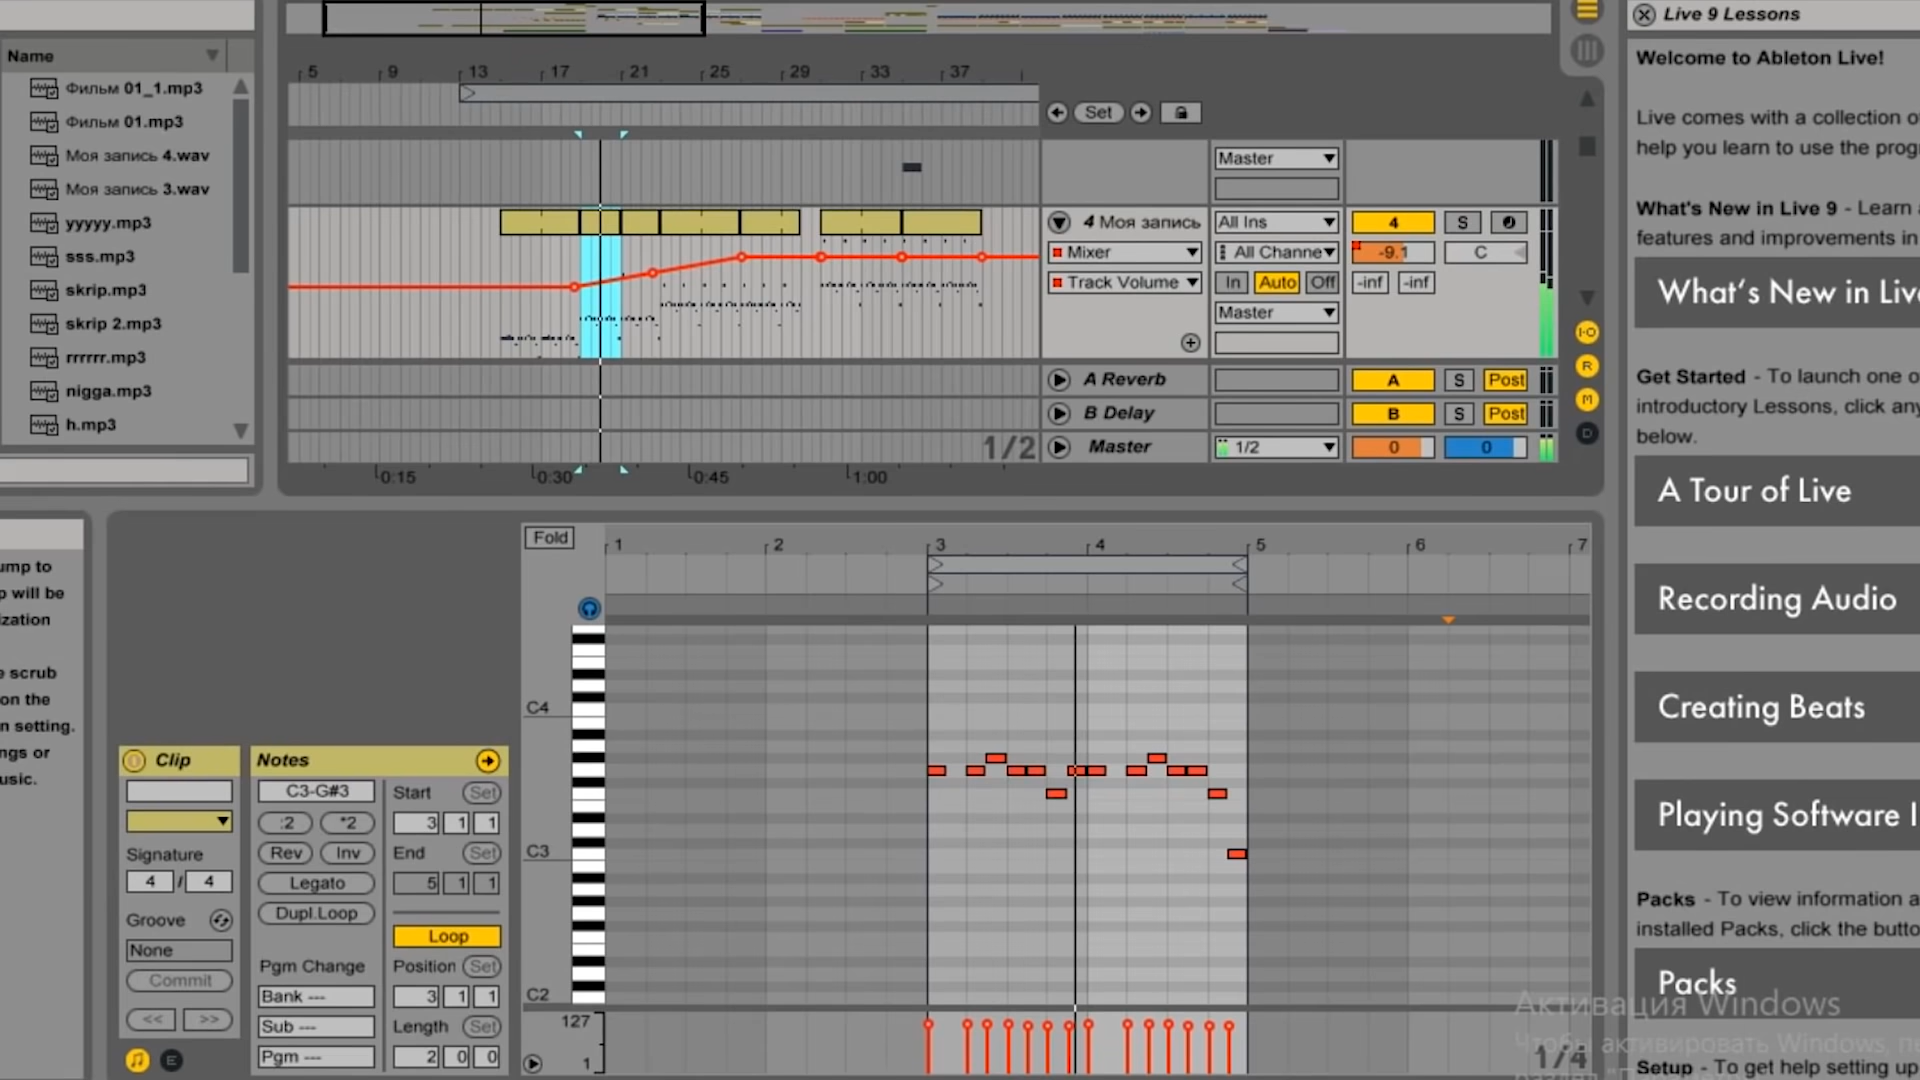 Name
Фильм 01_1.mp3
Фильм 01.mp3
Моя запись 4.wav
Моя запись 3.wav
yyyyy.mp3
sss.mp3
skrip.mp3
skrip 2.mp3
rrrrrr.mp3
nigga.mp3
h.mp3
5 9 13 17 21 25 29 33 37
Set
Master
4 Моя запись
All Ins
4
S
Mixer
All Channe
-9.1
C
Track Volume
In Auto Off
-inf -inf
Master
A Reverb
A
S
Post
B Delay
B
S
Post
1/2
Master
1/2
0
0
0:15 0:30 0:45 1:00
I·O
R
M
D
Live 9 Lessons
Welcome to Ableton Live!
Live comes with a collection o
help you learn to use the prog
What's New in Live 9 - Learn
features and improvements in
What's New in Liv
Get Started - To launch one o
introductory Lessons, click any
below.
A Tour of Live
Recording Audio
Creating Beats
Playing Software I
Packs - To view information a
installed Packs, click the butto
Packs
Активация Windows
Чтобы активировать Windows, пе
Setup - To get help setting up
1/4
ump to
p will be
ization
e scrub
on the
n setting.
ngs or
usic.
Clip
Signature
4 / 4
Groove
None
Commit
<< >>
E
Notes
C3-G#3
:2 *2
Rev Inv
Legato
Dupl.Loop
Pgm Change
Bank ---
Sub ---
Pgm ---
Start Set
3 1 1
End Set
5 1 1
Loop
Position Set
3 1 1
Length Set
2 0 0
Fold
1 2 3 4 5 6 7
C4
C3
C2
127
1